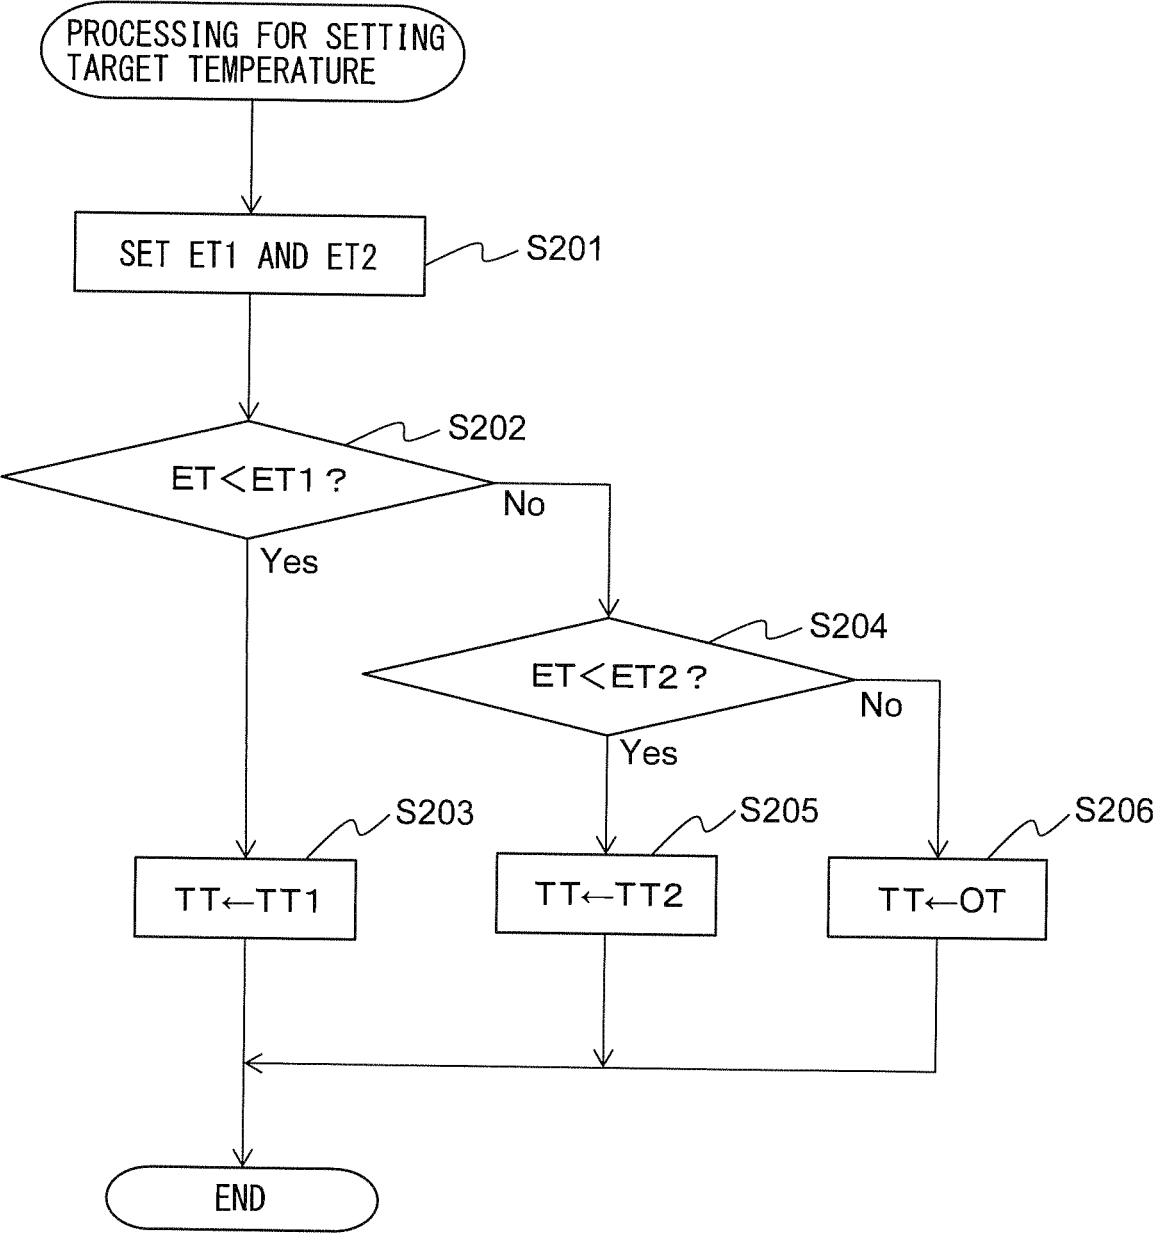 PROCESSING FOR SETTING
TARGET TEMPERATURE
SET ET1 AND ET2
S201
S202
ET<ET1?
No
Yes
S204
ET<ET2?
No
Yes
S203
S205
S206
TT←TT1
TT←TT2
TT←OT
END